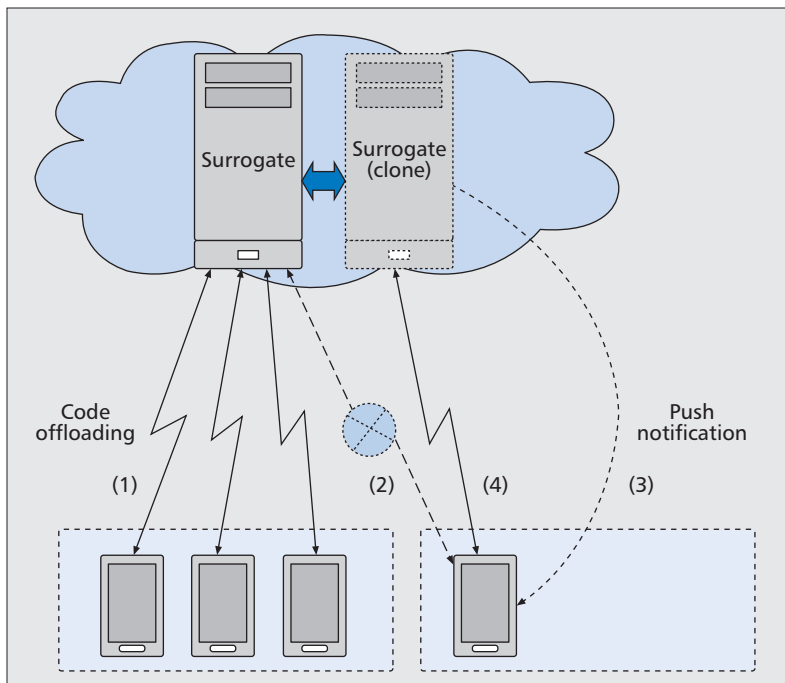 Surrogate
Surrogate
(clone)
Code
offloading
Push
notification
(1)
(2)
(4)
(3)